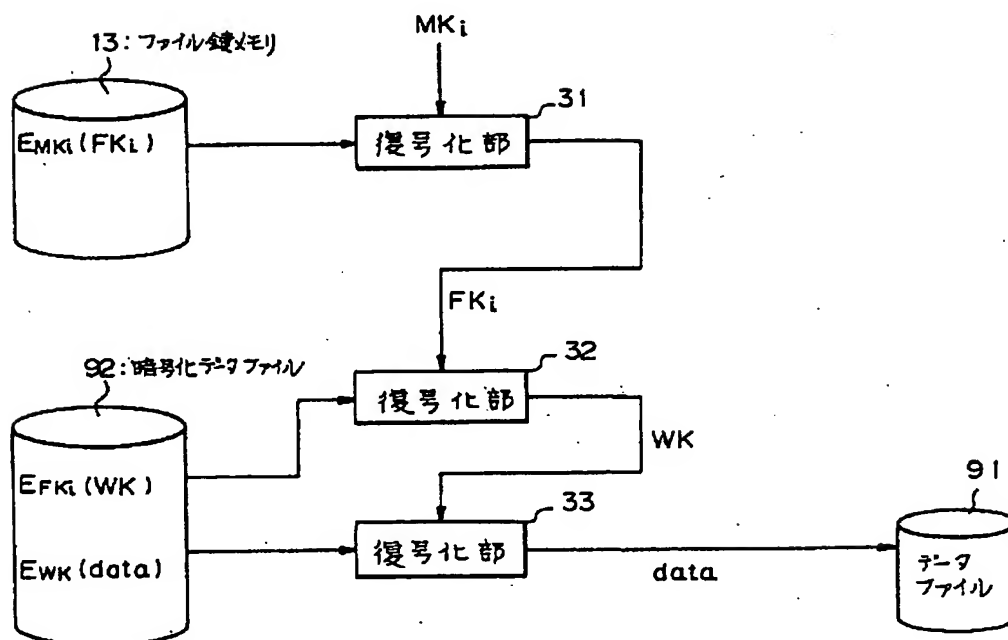 MKi
13:ファイル鍵メモリ
31
EMKi(FKi)
復号化部
FKi
32
92:暗号化データファイル
復号化部
WK
EFKi(WK)
33
91
EWK(data)
復号化部
data
データ
ファイル